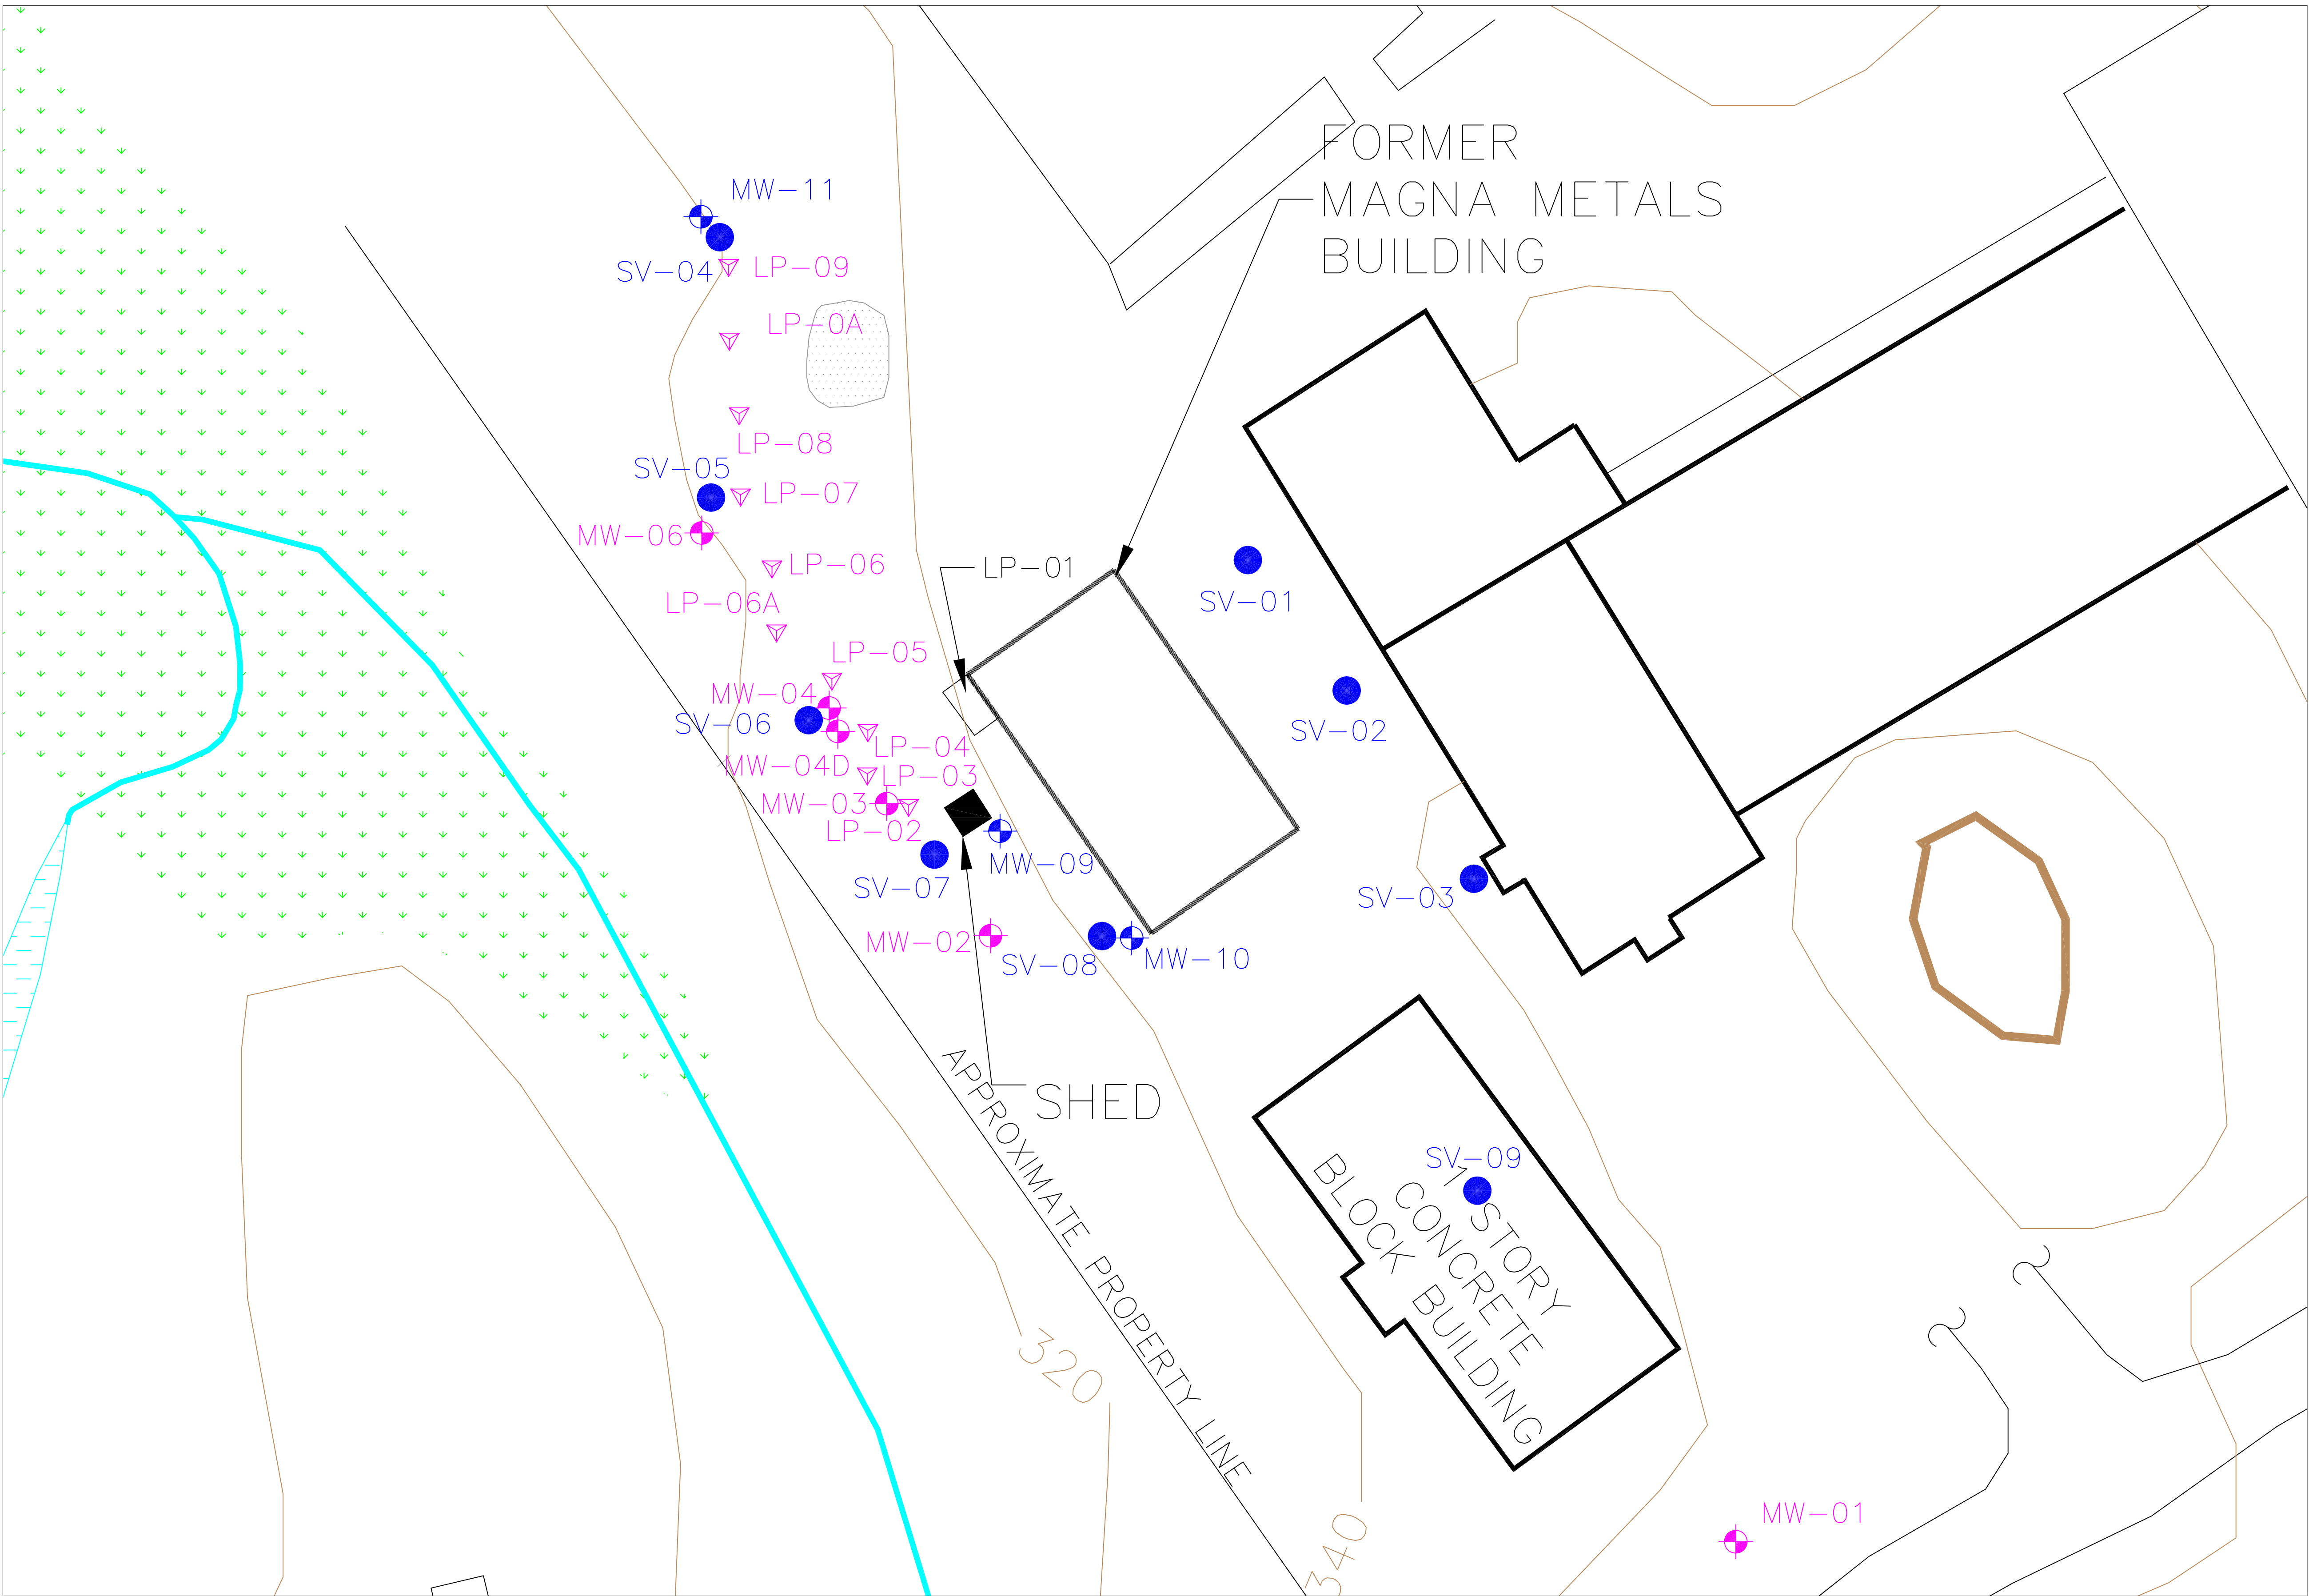 FORMER
MAGNA METALS
BUILDING
MW-11
SV-04
LP-09
LP-0A
LP-08
SV-05
LP-07
MW-06
LP-06
LP-01
LP-06A
SV-01
LP-05
MW-04
SV-06
SV-02
LP-04
MW-04D
LP-03
MW-03
LP-02
MW-09
SV-07
SV-03
MW-02
SV-08
MW-10
SHED
APPROXIMATE PROPERTY LINE
SV-09
1 STORY
CONCRETE
BLOCK BUILDING
320
340
MW-01